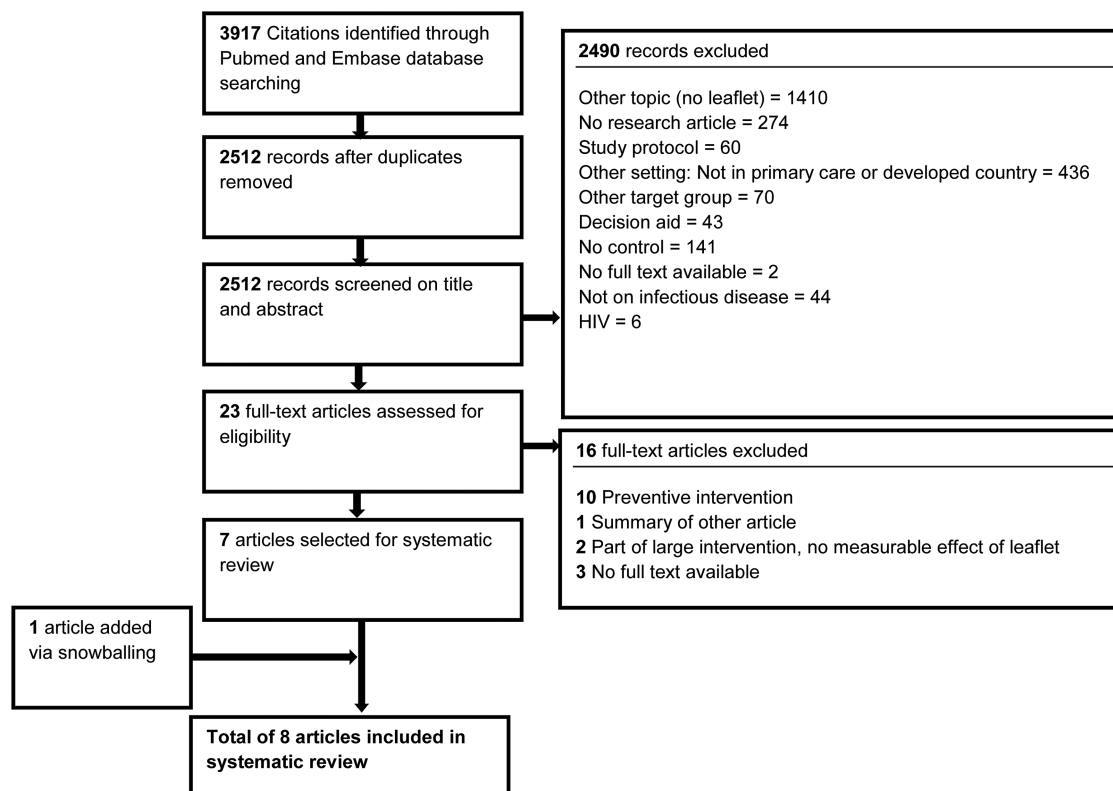 3917 Citations identified through
Pubmed and Embase database
searching
2512 records after duplicates
removed
2512 records screened on title
and abstract
2490 records excluded
Other topic (no leaflet) = 1410
No research article = 274
Study protocol = 60
Other setting: Not in primary care or developed country = 436
Other target group = 70
Decision aid = 43
No control = 141
No full text available = 2
Not on infectious disease = 44
HIV = 6
23 full-text articles assessed for
eligibility
16 full-text articles excluded
10 Preventive intervention
1 Summary of other article
2 Part of large intervention, no measurable effect of leaflet
3 No full text available
7 articles selected for systematic
review
1 article added
via snowballing
Total of 8 articles included in
systematic review